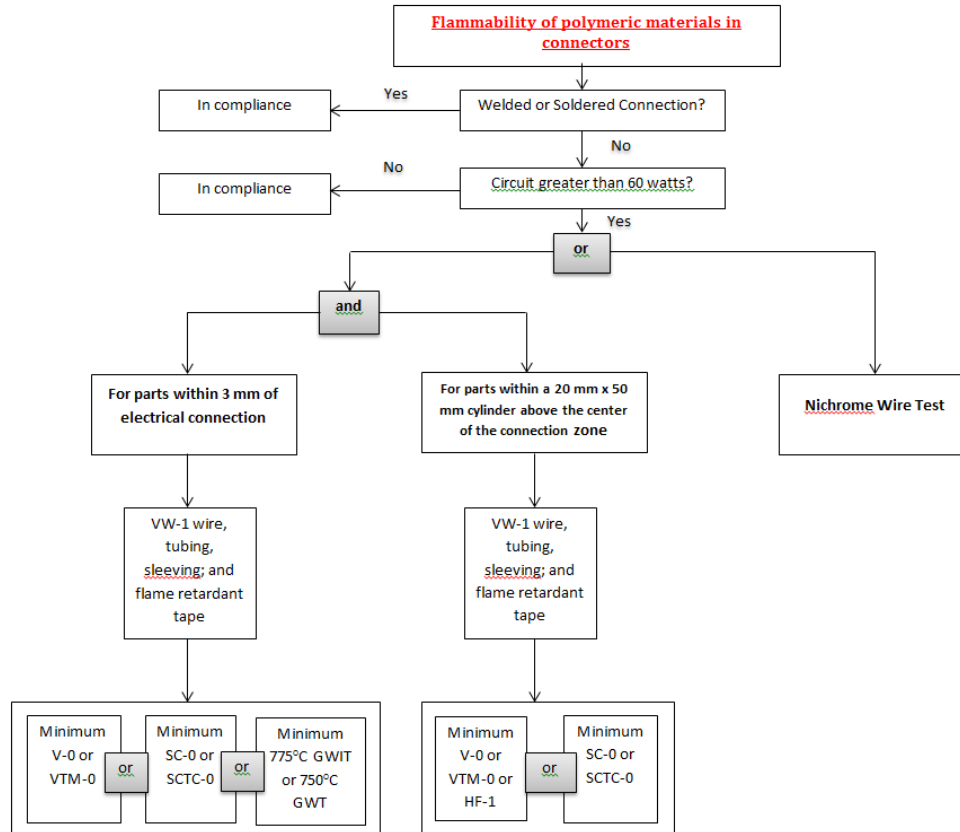 Flammability of polymeric materials in
connectors
Yes
In compliance
Welded or Soldered Connection?
No
No
In compliance
Circuit greater than 60 watts?
Yes
or
and
For parts within 3 mm of
electrical connection
For parts within a 20 mm x 50
mm cylinder above the center
of the connection zone
Nichrome Wire Test
VW-1 wire,
tubing,
sleeving; and
flame retardant
tape
VW-1 wire,
tubing,
sleeving; and
flame retardant
tape
Minimum
V-0 or
VTM-0
or
Minimum
SC-0 or
SCTC-0
or
Minimum
775°C GWIT
or 750°C
GWT
Minimum
V-0 or
VTM-0 or
HF-1
or
Minimum
SC-0 or
SCTC-0